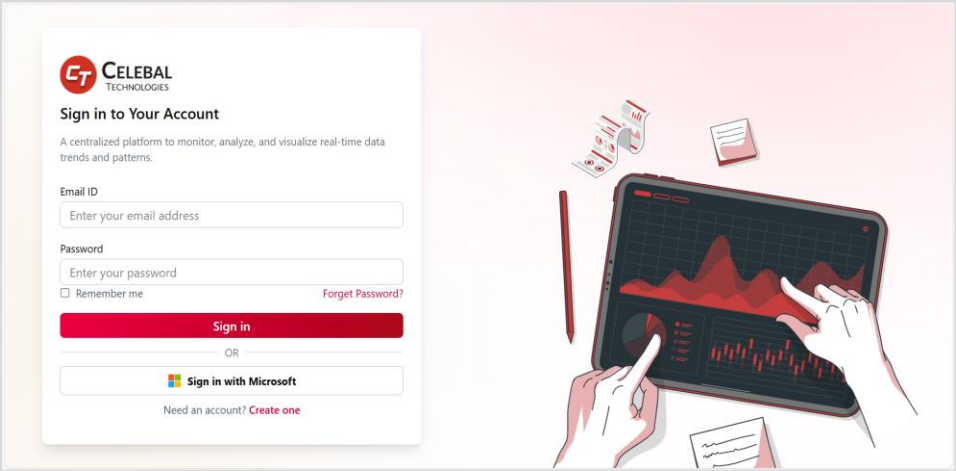 CT CELEBAL
TECHNOLOGIES
Sign in to Your Account
A centralized platform to monitor, analyze, and visualize real-time data
trends and patterns.
Email ID
Enter your email address
Password
Enter your password
Remember me Forget Password?
Sign in
OR
Sign in with Microsoft
Need an account? Create one